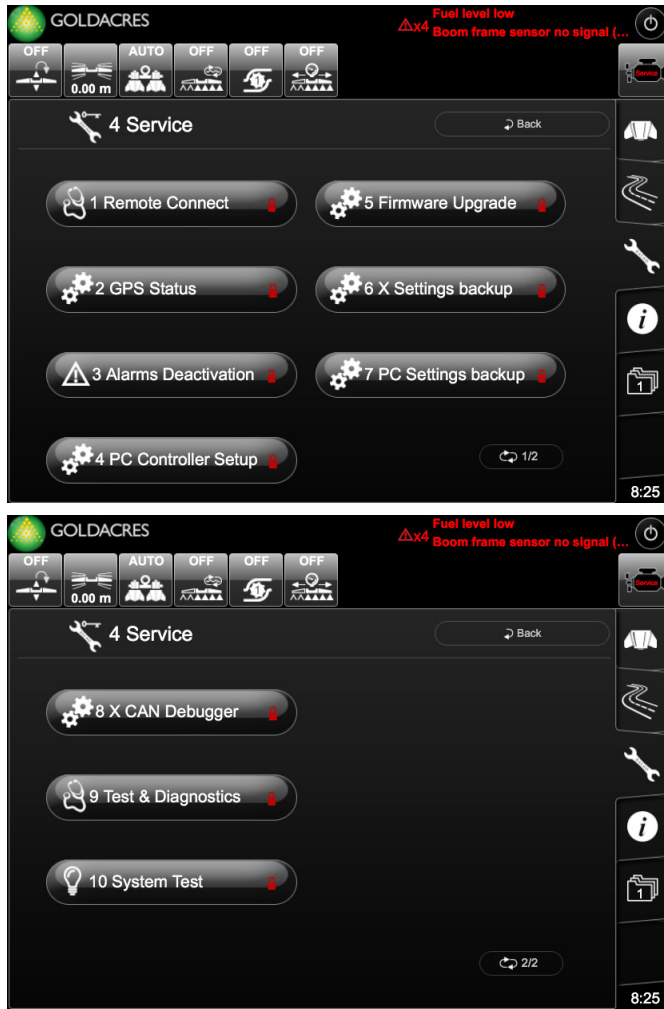 GOLDACRES
x4
Fuel level low
Boom frame sensor no signal (...
OFF
AUTO
OFF
OFF
OFF
0.00 m
1
Service
4 Service
Back
1 Remote Connect
5 Firmware Upgrade
2 GPS Status
6 X Settings backup
i
3 Alarms Deactivation
7 PC Settings backup
1
4 PC Controller Setup
1/2
8:25
GOLDACRES
x4
Fuel level low
Boom frame sensor no signal (...
OFF
AUTO
OFF
OFF
OFF
0.00 m
1
Service
4 Service
Back
8 X CAN Debugger
9 Test & Diagnostics
i
10 System Test
1
2/2
8:25